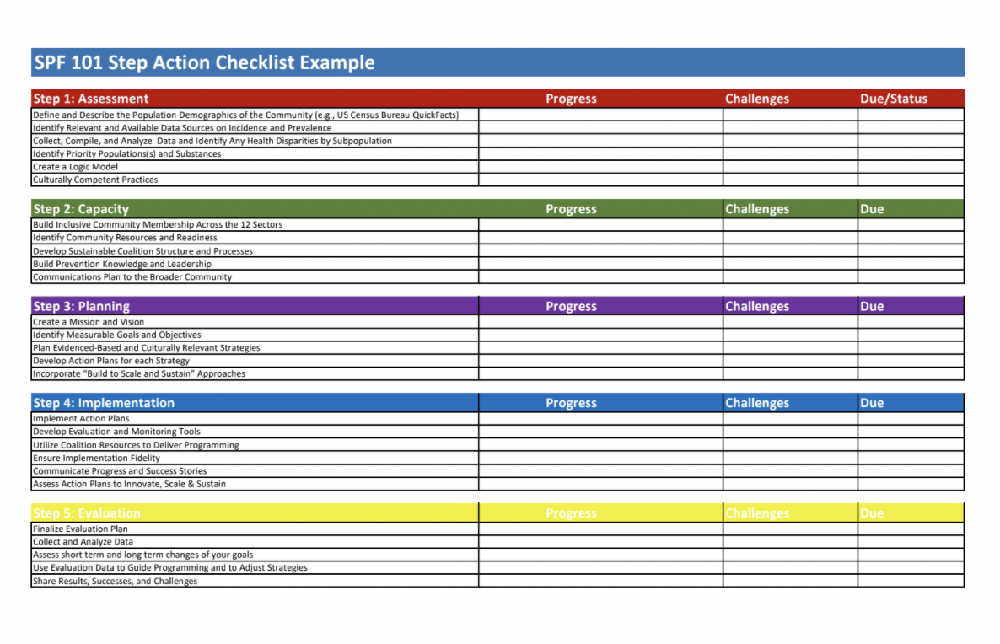 SPF 101 Step Action Checklist Example
Step 1: Assessment Progress Challenges Due/Status
Define and Describe the Population Demographics of the Community (e.g., US Census Bureau QuickFacts)
Identify Relevant and Available Data Sources on Incidence and Prevalence
Collect, Compile, and Analyze  Data and Identify Any Health Disparities by Subpopulation
Identify Priority Populations(s) and Substances
Create a Logic Model
Culturally Competent Practices
Step 2: Capacity Progress Challenges Due
Build Inclusive Community Membership Across the 12 Sectors
Identify Community Resources and Readiness
Develop Sustainable Coalition Structure and Processes
Build Prevention Knowledge and Leadership
Communications Plan to the Broader Community
Step 3: Planning Progress Challenges Due
Create a Mission and Vision
Identify Measurable Goals and Objectives
Plan Evidenced-Based and Culturally Relevant Strategies
Develop Action Plans for each Strategy
Incorporate “Build to Scale and Sustain” Approaches
Step 4: Implementation Progress Challenges Due
Implement Action Plans
Develop Evaluation and Monitoring Tools
Utilize Coalition Resources to Deliver Programming
Ensure Implementation Fidelity
Communicate Progress and Success Stories
Assess Action Plans to Innovate, Scale & Sustain
Step 5: Evaluation Progress Challenges Due
Finalize Evaluation Plan
Collect and Analyze Data
Assess short term and long term changes of your goals
Use Evaluation Data to Guide Programming and to Adjust Strategies
Share Results, Successes, and Challenges